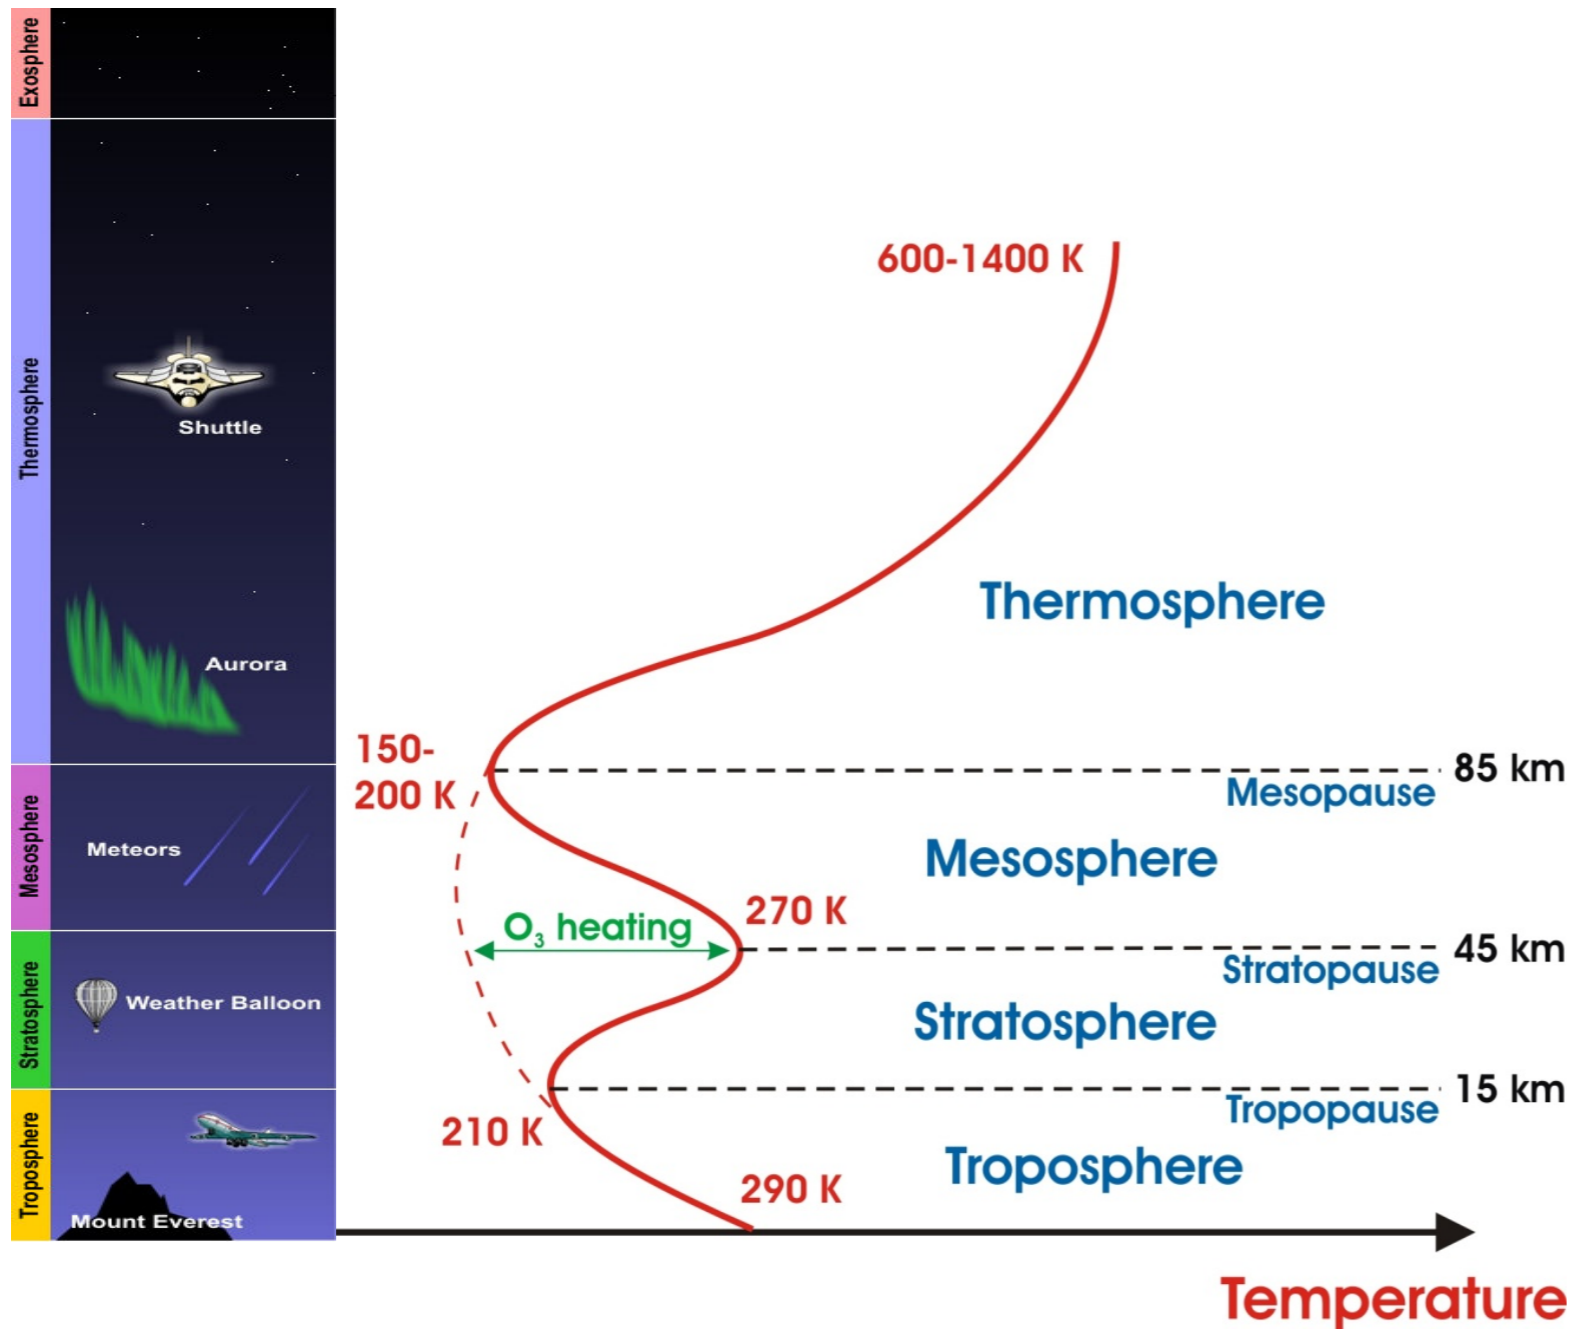 Exosphere
Thermosphere
Mesosphere
Stratosphere
Troposphere
Shuttle
Aurora
Meteors
Weather Balloon
Mount Everest
600-1400 K
Thermosphere
150-
200 K
85 km
Mesopause
Mesosphere
270 K
O₃ heating
45 km
Stratopause
Stratosphere
15 km
Tropopause
210 K
Troposphere
290 K
Temperature